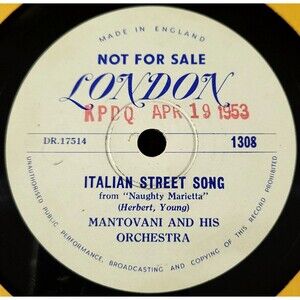 MADE IN ENGLAND
NOT FOR SALE
LONDON
KPDQ APR 19 1953
DR.17514
1308
ITALIAN STREET SONG
from "Naughty Marietta"
(Herbert, Young)
MANTOVANI AND HIS
ORCHESTRA
UNAUTHORISED PUBLIC PERFORMANCE, BROADCASTING AND COPYING OF THIS RECORD PROHIBITED